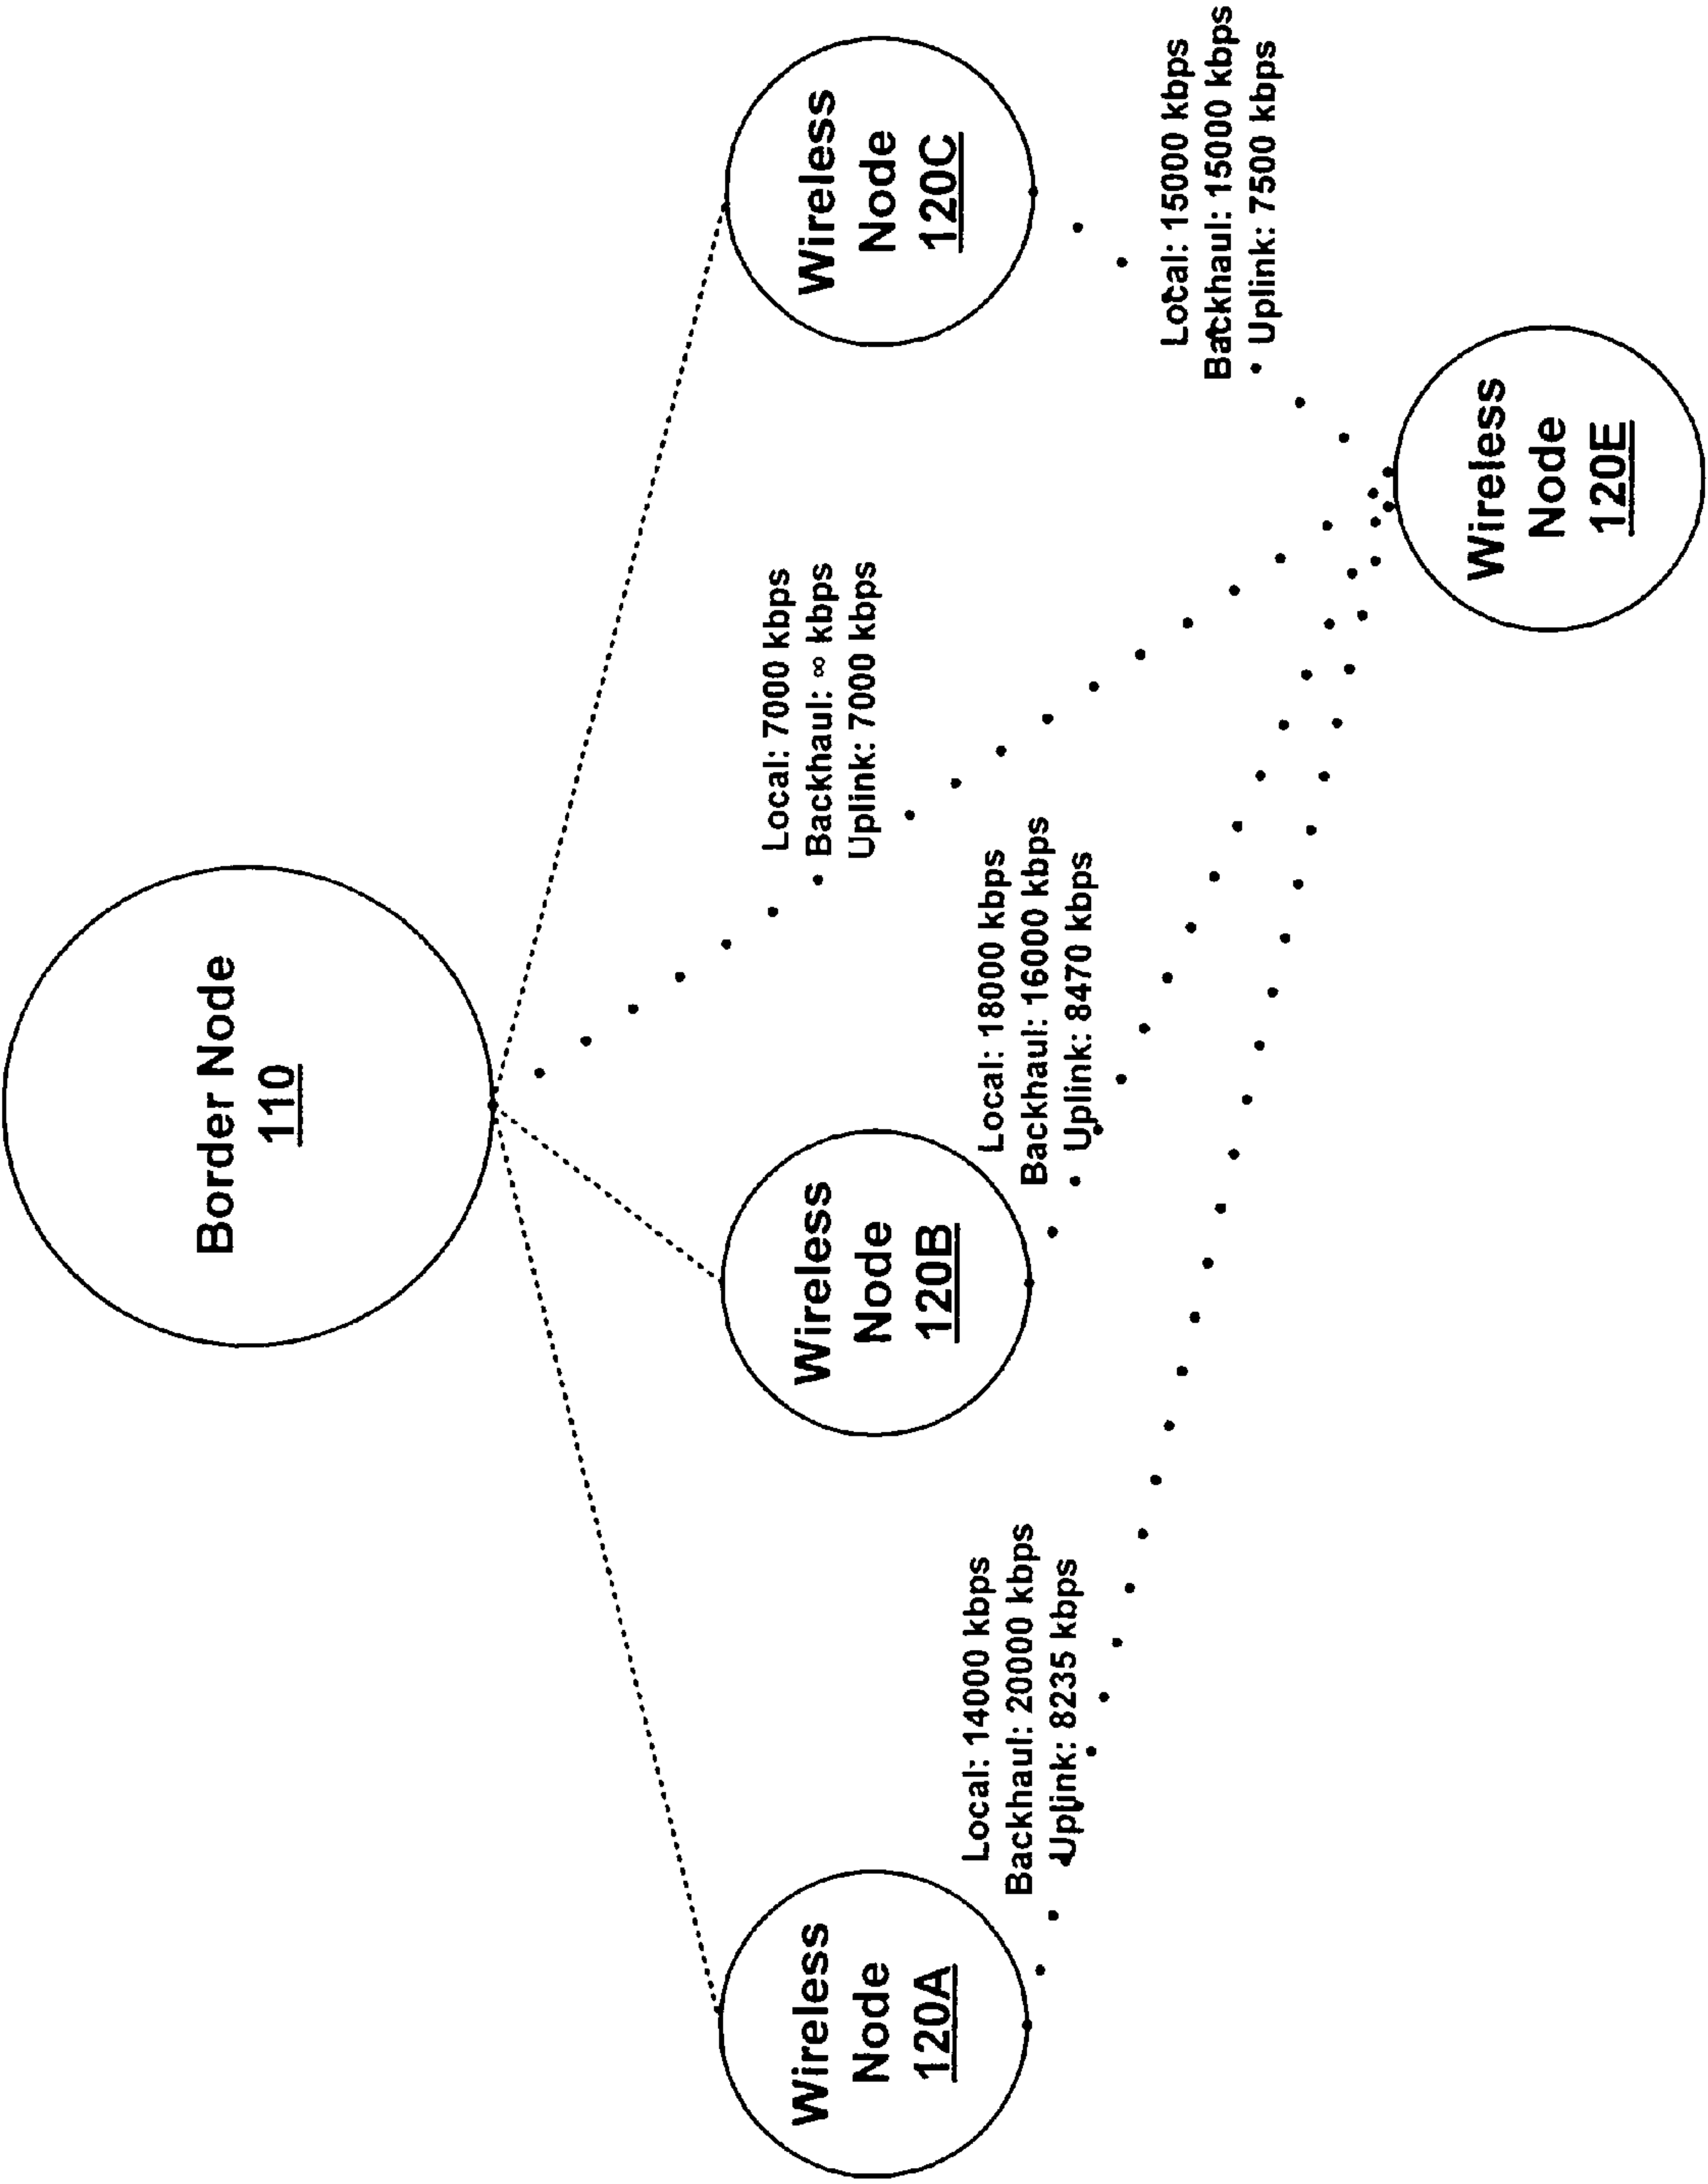 Border Node
110
Wireless
Node
120A
Wireless
Node
120B
Wireless
Node
120C
Local: 7000 kbps
Backhaul: ∞ kbps
Uplink: 7000 kbps
Local: 14000 kbps
Backhaul: 20000 kbps
Uplink: 8235 kbps
Local: 18000 kbps
Backhaul: 16000 kbps
Uplink: 8470 kbps
Local: 15000 kbps
Backhaul: 15000 kbps
Uplink: 7500 kbps
Wireless
Node
120E